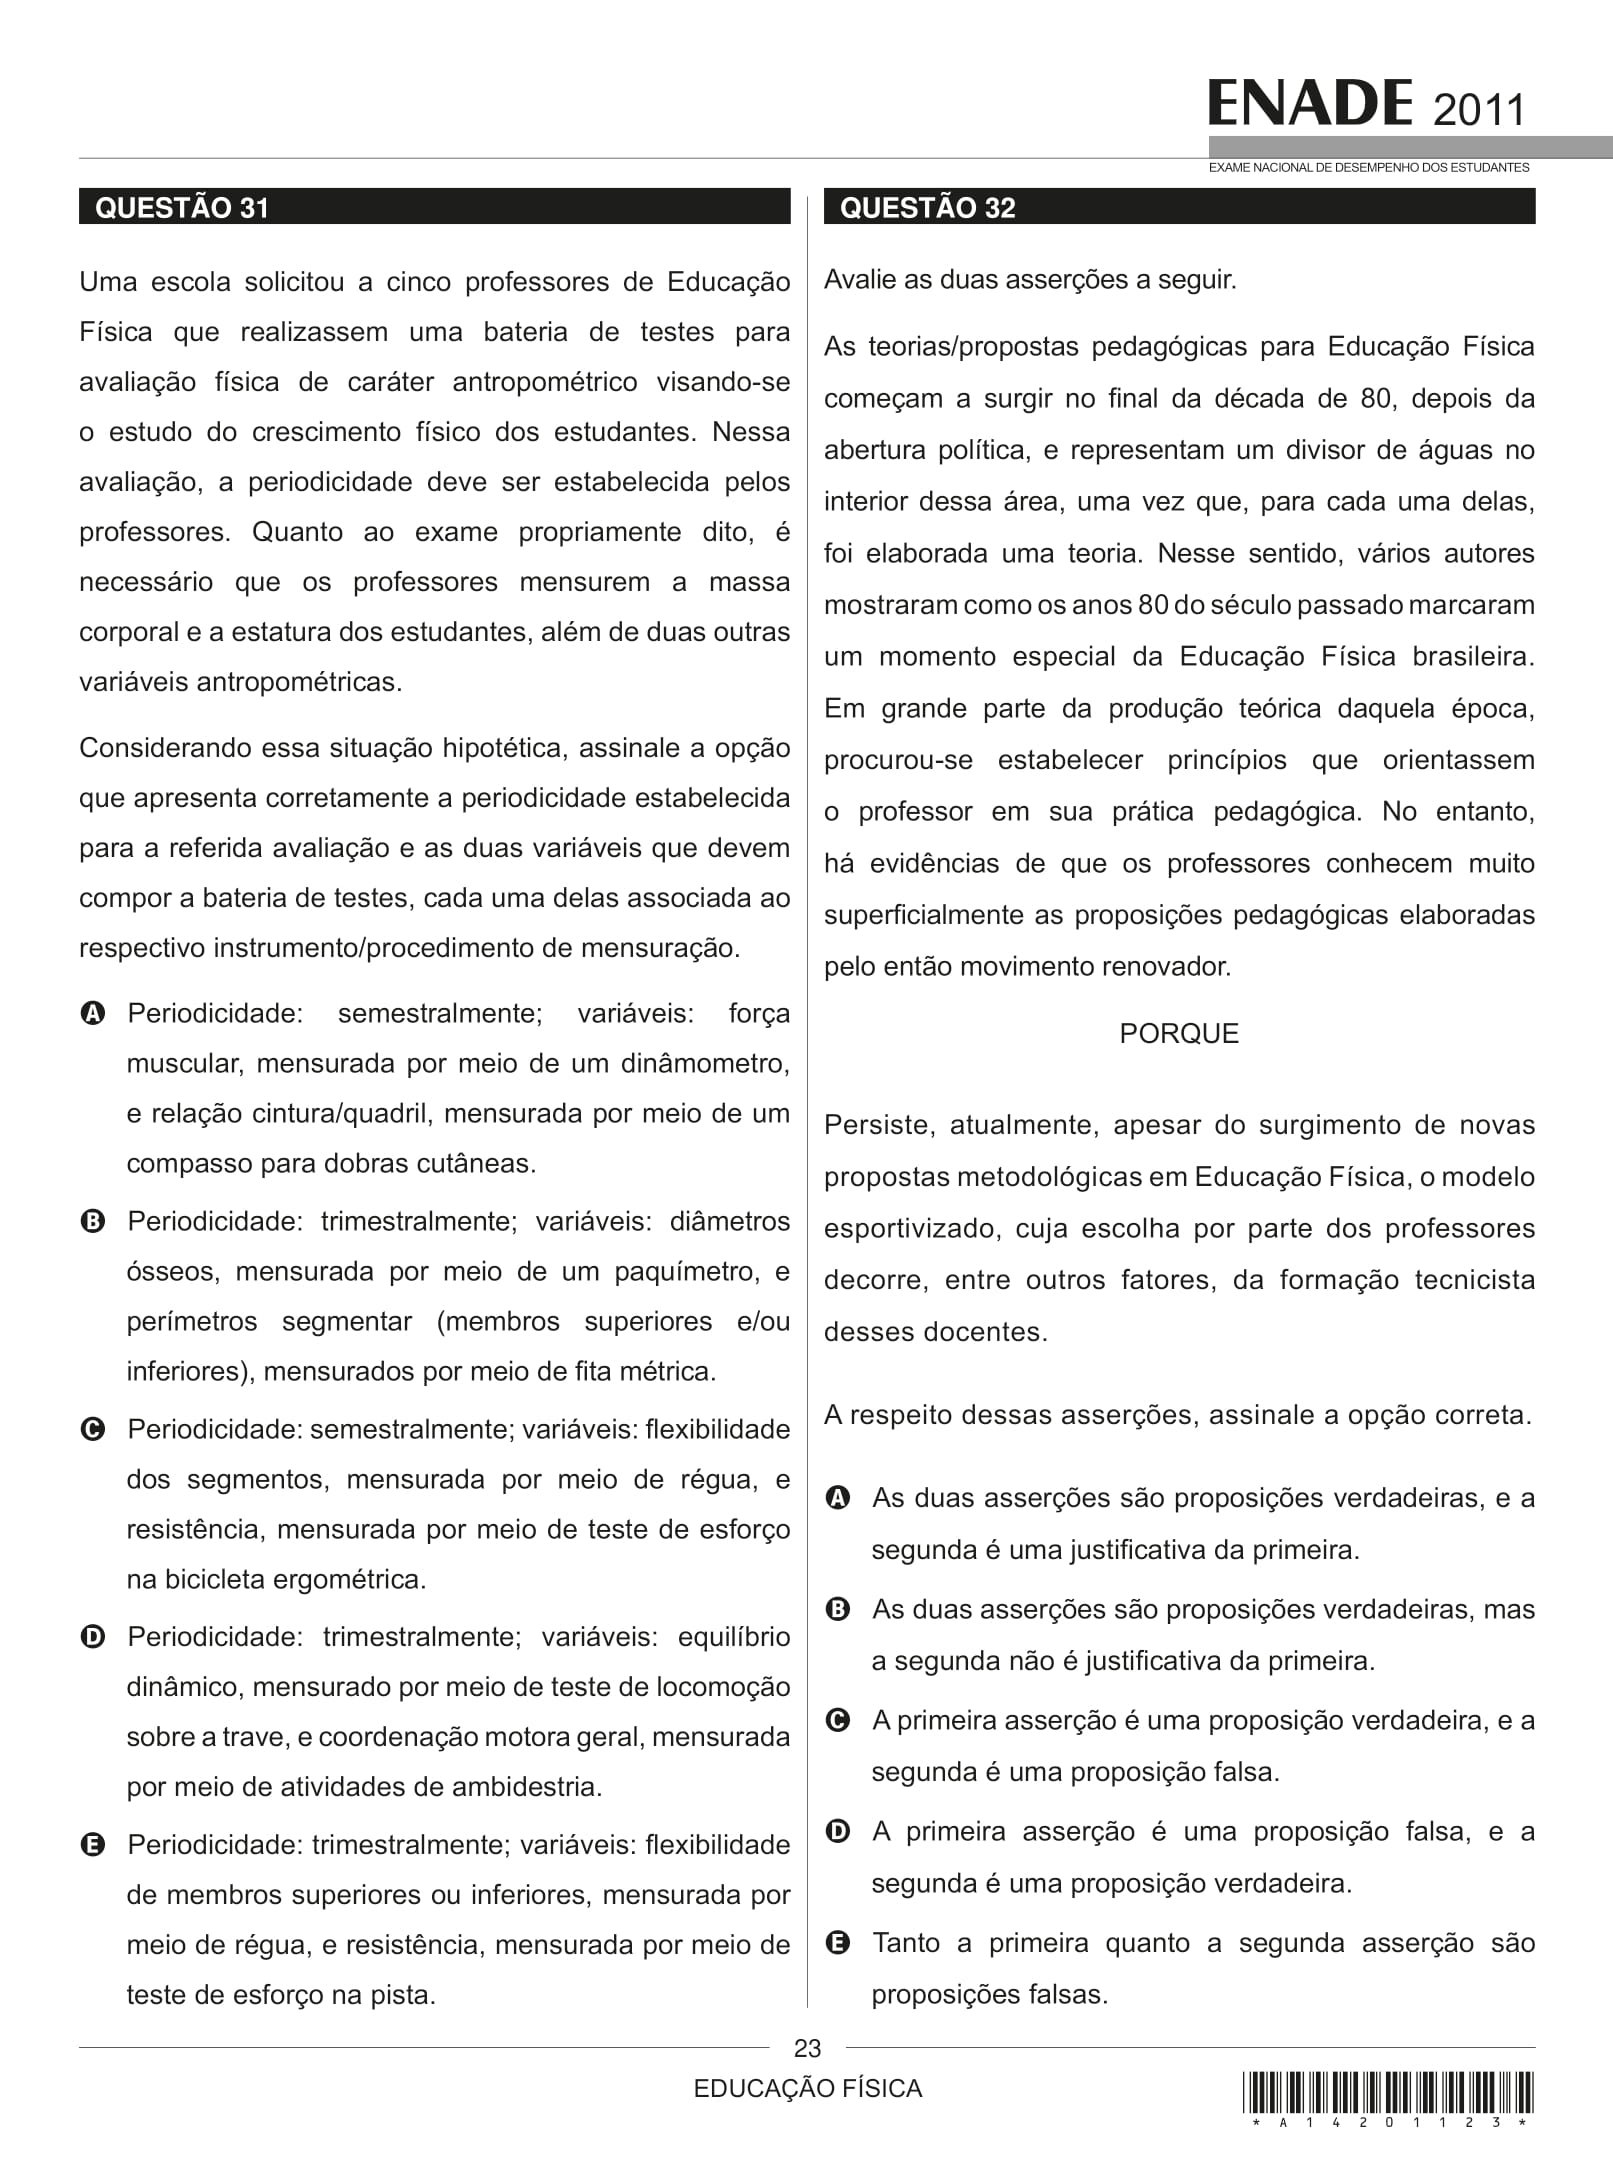 ENADE 2011
EXAME NACIONAL DE DESEMPENHO DOS ESTUDANTES
QUESTÃO 31
Uma escola solicitou a cinco professores de Educação
Física que realizassem uma bateria de testes para
avaliação física de caráter antropométrico visando-se
o estudo do crescimento físico dos estudantes. Nessa
avaliação, a periodicidade deve ser estabelecida pelos
professores. Quanto ao exame propriamente dito, é
necessário que os professores mensurem a massa
corporal e a estatura dos estudantes, além de duas outras
variáveis antropométricas.
Considerando essa situação hipotética, assinale a opção
que apresenta corretamente a periodicidade estabelecida
para a referida avaliação e as duas variáveis que devem
compor a bateria de testes, cada uma delas associada ao
respectivo instrumento/procedimento de mensuração.
A Periodicidade: semestralmente; variáveis: força
muscular, mensurada por meio de um dinâmometro,
e relação cintura/quadril, mensurada por meio de um
compasso para dobras cutâneas.
B Periodicidade: trimestralmente; variáveis: diâmetros
ósseos, mensurada por meio de um paquímetro, e
perímetros segmentar (membros superiores e/ou
inferiores), mensurados por meio de fita métrica.
C Periodicidade: semestralmente; variáveis: flexibilidade
dos segmentos, mensurada por meio de régua, e
resistência, mensurada por meio de teste de esforço
na bicicleta ergométrica.
D Periodicidade: trimestralmente; variáveis: equilíbrio
dinâmico, mensurado por meio de teste de locomoção
sobre a trave, e coordenação motora geral, mensurada
por meio de atividades de ambidestria.
E Periodicidade: trimestralmente; variáveis: flexibilidade
de membros superiores ou inferiores, mensurada por
meio de régua, e resistência, mensurada por meio de
teste de esforço na pista.
QUESTÃO 32
Avalie as duas asserções a seguir.
As teorias/propostas pedagógicas para Educação Física
começam a surgir no final da década de 80, depois da
abertura política, e representam um divisor de águas no
interior dessa área, uma vez que, para cada uma delas,
foi elaborada uma teoria. Nesse sentido, vários autores
mostraram como os anos 80 do século passado marcaram
um momento especial da Educação Física brasileira.
Em grande parte da produção teórica daquela época,
procurou-se estabelecer princípios que orientassem
o professor em sua prática pedagógica. No entanto,
há evidências de que os professores conhecem muito
superficialmente as proposições pedagógicas elaboradas
pelo então movimento renovador.
PORQUE
Persiste, atualmente, apesar do surgimento de novas
propostas metodológicas em Educação Física, o modelo
esportivizado, cuja escolha por parte dos professores
decorre, entre outros fatores, da formação tecnicista
desses docentes.
A respeito dessas asserções, assinale a opção correta.
A As duas asserções são proposições verdadeiras, e a
segunda é uma justificativa da primeira.
B As duas asserções são proposições verdadeiras, mas
a segunda não é justificativa da primeira.
C A primeira asserção é uma proposição verdadeira, e a
segunda é uma proposição falsa.
D A primeira asserção é uma proposição falsa, e a
segunda é uma proposição verdadeira.
E Tanto a primeira quanto a segunda asserção são
proposições falsas.
23
EDUCAÇÃO FÍSICA
* A 1 4 2 0 1 1 2 3 *